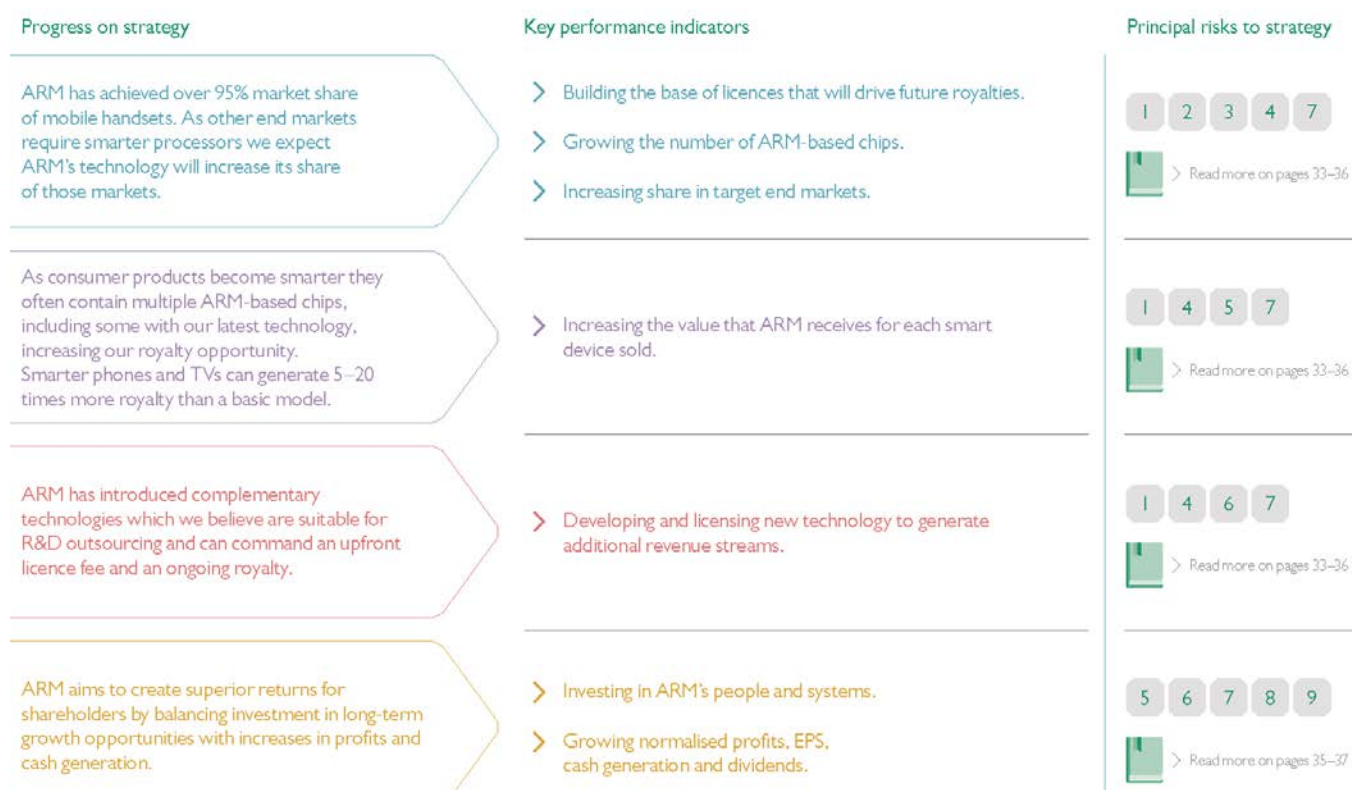 Progress on strategy
Key performance indicators
Principal risks to strategy
ARM has achieved over 95% market share
of mobile handsets. As other end markets
require smarter processors we expect
ARM's technology will increase its share
of those markets.
Building the base of licences that will drive future royalties.
Growing the number of ARM-based chips.
Increasing share in target end markets.
1 2 3 4 7
Read more on pages 33–36
As consumer products become smarter they
often contain multiple ARM-based chips,
including some with our latest technology,
increasing our royalty opportunity.
Smarter phones and TVs can generate 5–20
times more royalty than a basic model.
Increasing the value that ARM receives for each smart
device sold.
1 4 5 7
Read more on pages 33–36
ARM has introduced complementary
technologies which we believe are suitable for
R&D outsourcing and can command an upfront
licence fee and an ongoing royalty.
Developing and licensing new technology to generate
additional revenue streams.
1 4 6 7
Read more on pages 33–36
ARM aims to create superior returns for
shareholders by balancing investment in long-term
growth opportunities with increases in profits and
cash generation.
Investing in ARM's people and systems.
Growing normalised profits, EPS,
cash generation and dividends.
5 6 7 8 9
Read more on pages 35–37